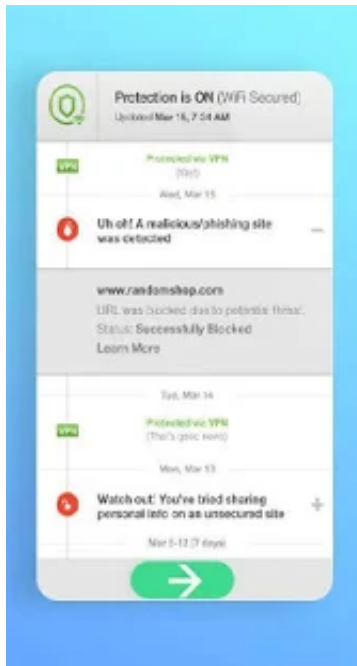 Protection is ON (WiFi Secured)
Updated Mar 15, 7:34 AM
VPN
Protected via VPN
Wed, Mar 15
Uh oh! A malicious/phishing site
was detected
www.randomshop.com
URL was blocked due to potential threat.
Status: Successfully Blocked
Learn More
Tue, Mar 14
VPN
Protected via VPN
(That's good news)
Mon, Mar 13
Watch out! You've tried sharing
personal info on an unsecured site
Mar 5-12 (7 days)